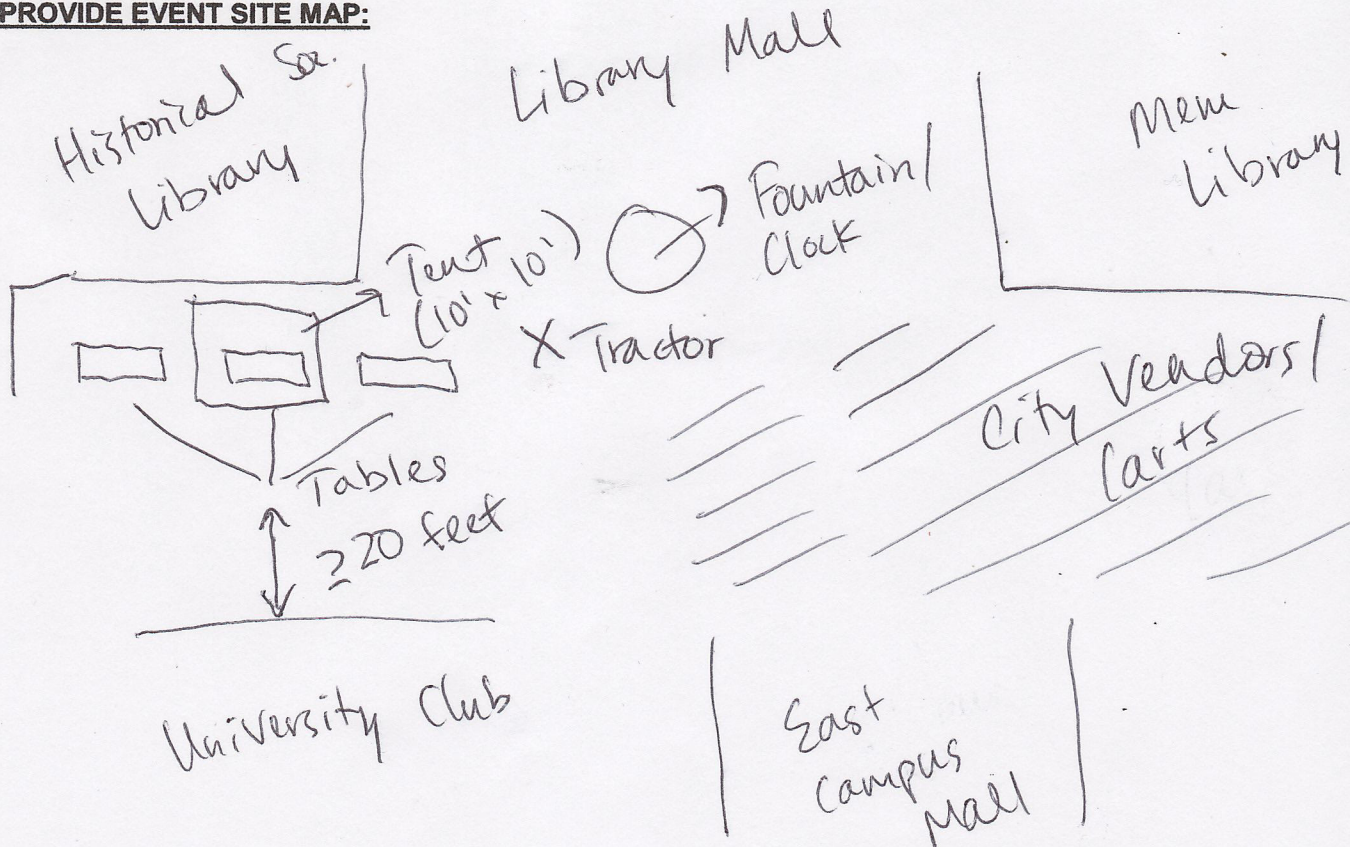 PROVIDE EVENT SITE MAP:
Historical Soc.
Library
Library Mall
Mem
Library
Fountain/
Clock
Tent
(10' x 10')
X Tractor
City Vendors/
Carts
Tables
≥20 feet
University Club
East
Campus
Mall